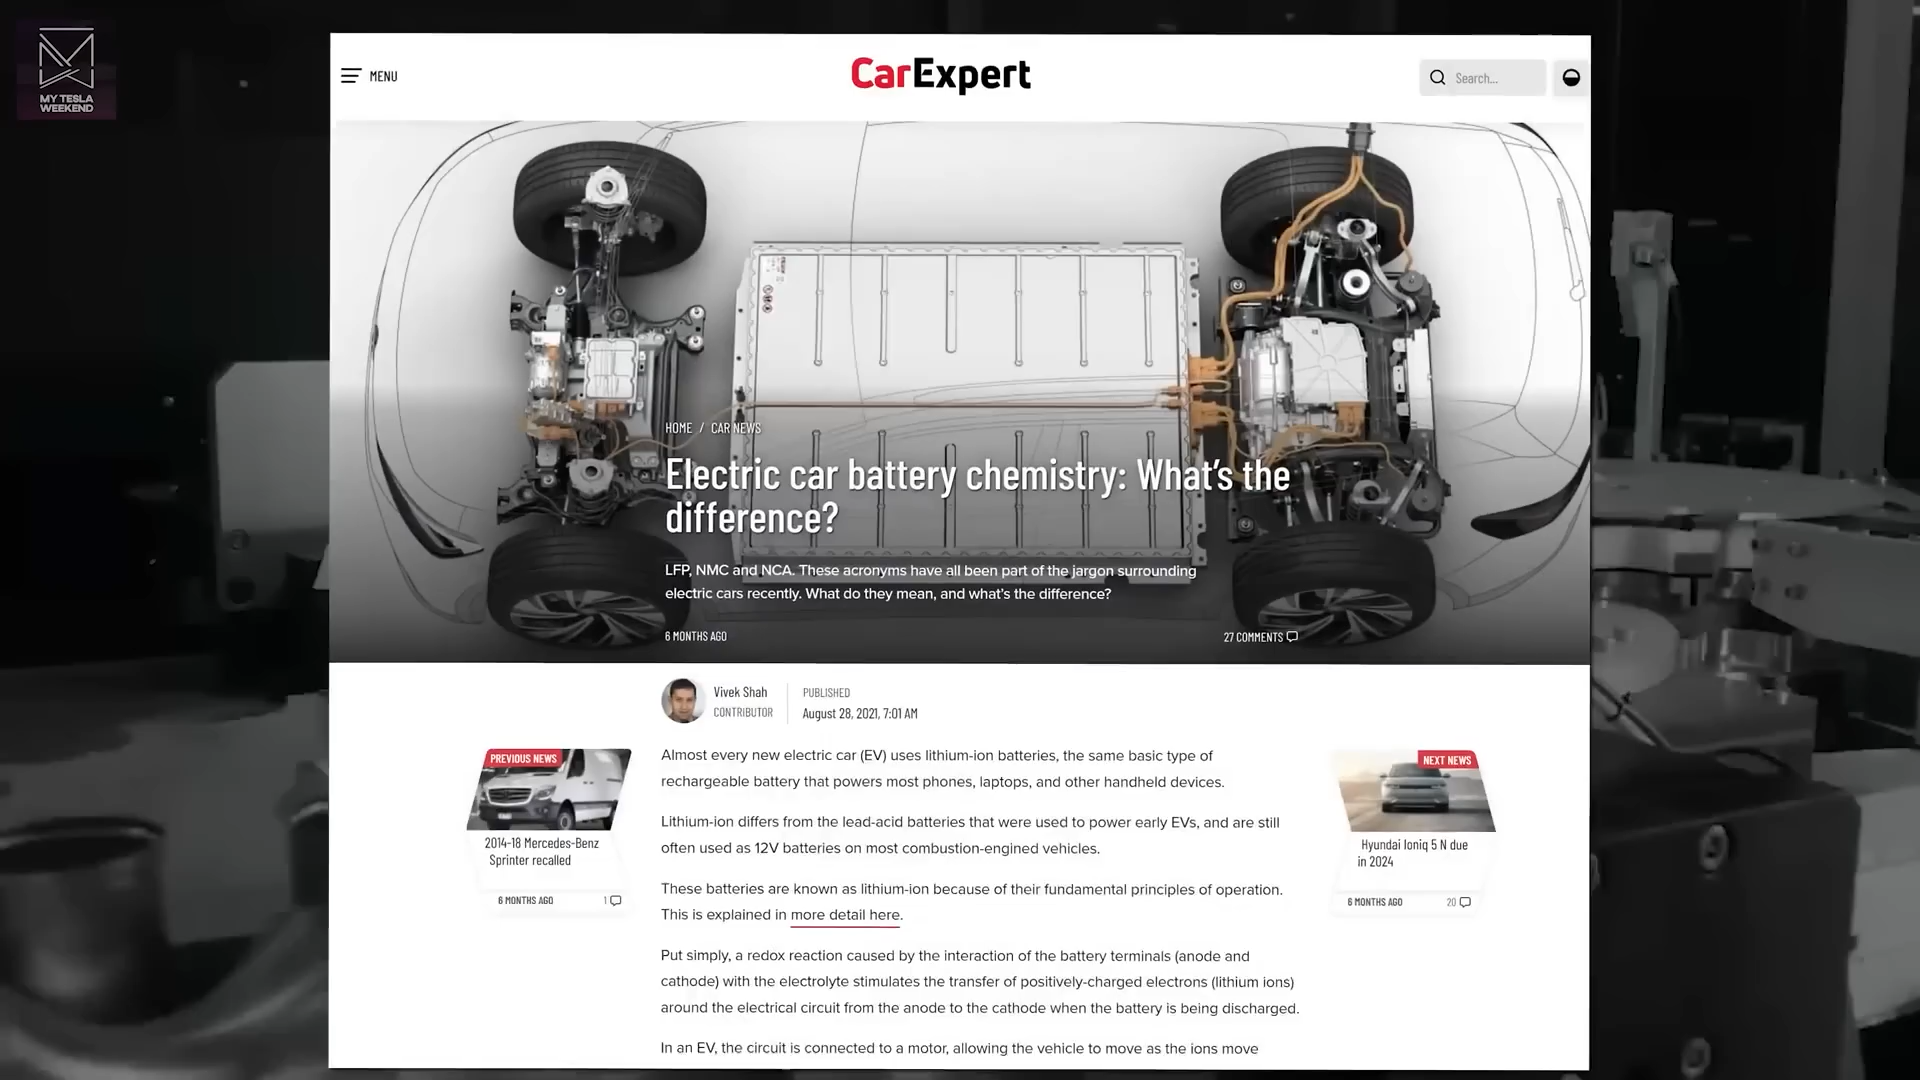 MY TESLA
WEEKEND
MENU
CarExpert
Search...
HOME / CAR NEWS
Electric car battery chemistry: What's the
difference?
LFP, NMC and NCA. These acronyms have all been part of the jargon surrounding
electric cars recently. What do they mean, and what's the difference?
6 MONTHS AGO
27 COMMENTS
Vivek Shah
CONTRIBUTOR
PUBLISHED
August 28, 2021, 7:01 AM
PREVIOUS NEWS
2014-18 Mercedes-Benz
Sprinter recalled
6 MONTHS AGO
1
Almost every new electric car (EV) uses lithium-ion batteries, the same basic type of
rechargeable battery that powers most phones, laptops, and other handheld devices.
Lithium-ion differs from the lead-acid batteries that were used to power early EVs, and are still
often used as 12V batteries on most combustion-engined vehicles.
These batteries are known as lithium-ion because of their fundamental principles of operation.
This is explained in more detail here.
Put simply, a redox reaction caused by the interaction of the battery terminals (anode and
cathode) with the electrolyte stimulates the transfer of positively-charged electrons (lithium ions)
around the electrical circuit from the anode to the cathode when the battery is being discharged.
In an EV, the circuit is connected to a motor, allowing the vehicle to move as the ions move
NEXT NEWS
Hyundai Ioniq 5 N due
in 2024
6 MONTHS AGO
20